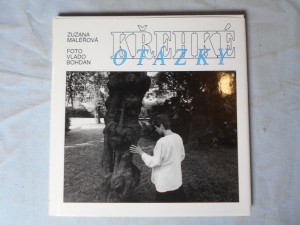 ZUZANA
MALEŘOVÁ
FOTO
VLADO
BOHDAN
KŘEHKÉ
OTÁZKY